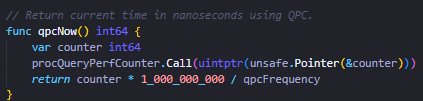 // Return current time in nanoseconds using QPC.
func qpcNow() int64 {
    var counter int64
    procQueryPerfCounter.Call(uintptr(unsafe.Pointer(&counter)))
    return counter * 1_000_000_000 / qpcFrequency
}